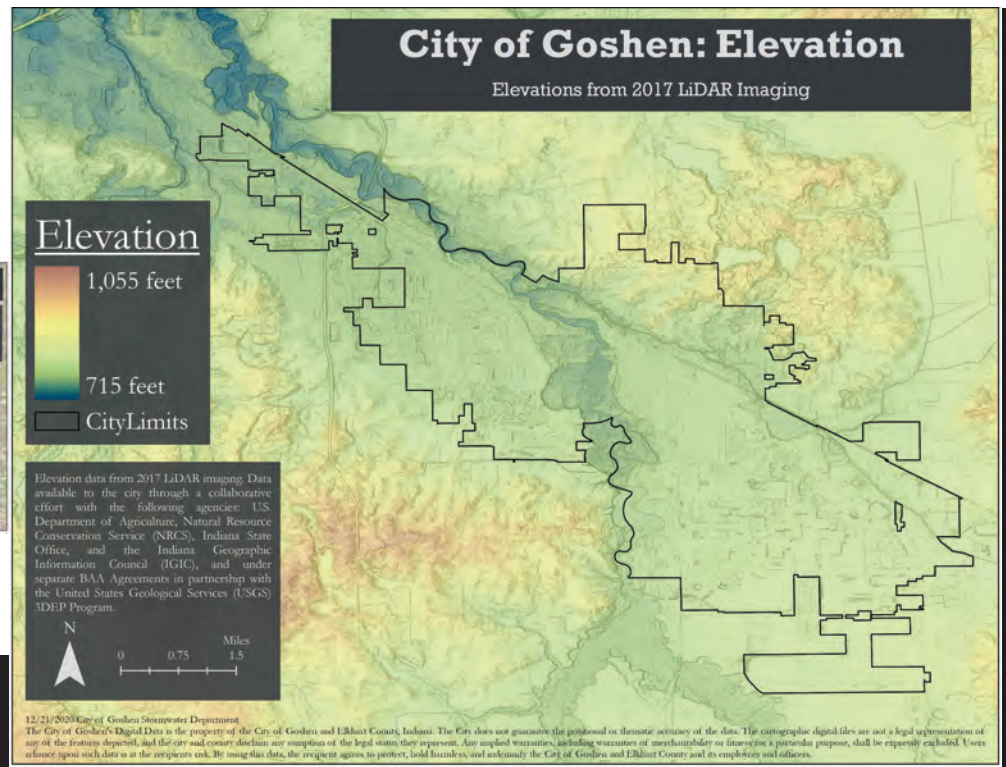 City of Goshen: Elevation
Elevations from 2017 LiDAR Imaging
Elevation
1,055 feet
715 feet
CityLimits
Elevation data from 2017 LiDAR imaging. Data
available to the city through a collaborative
effort with the following agencies: U.S.
Department of Agriculture, Natural Resource
Conservation Service (NRCS), Indiana State
Office, and the Indiana Geographic
Information Council (IGIC), and under
separate BAA Agreements in partnership with
the United States Geological Services (USGS)
3DEP Program.
N
Miles
0 0.75 1.5
12/21/2020 City of Goshen Stormwater Department
The City of Goshen's Digital Data is the property of the City of Goshen and Elkhart County, Indiana. The City does not guarantee the positional or thematic accuracy of the data. The cartographic digital files are not a legal representation of
any of the features depicted, and the city and county disclaim any sumption of the legal status they represent. Any implied warranties, including warranties of merchantability or fitness for a particular purpose, shall be expressly excluded. Users
reliance upon such data is at the recipients risk. By using this data, the recipient agrees to protect, hold harmless, and indemnify the City of Goshen and Elkhart County and its employees and officers.